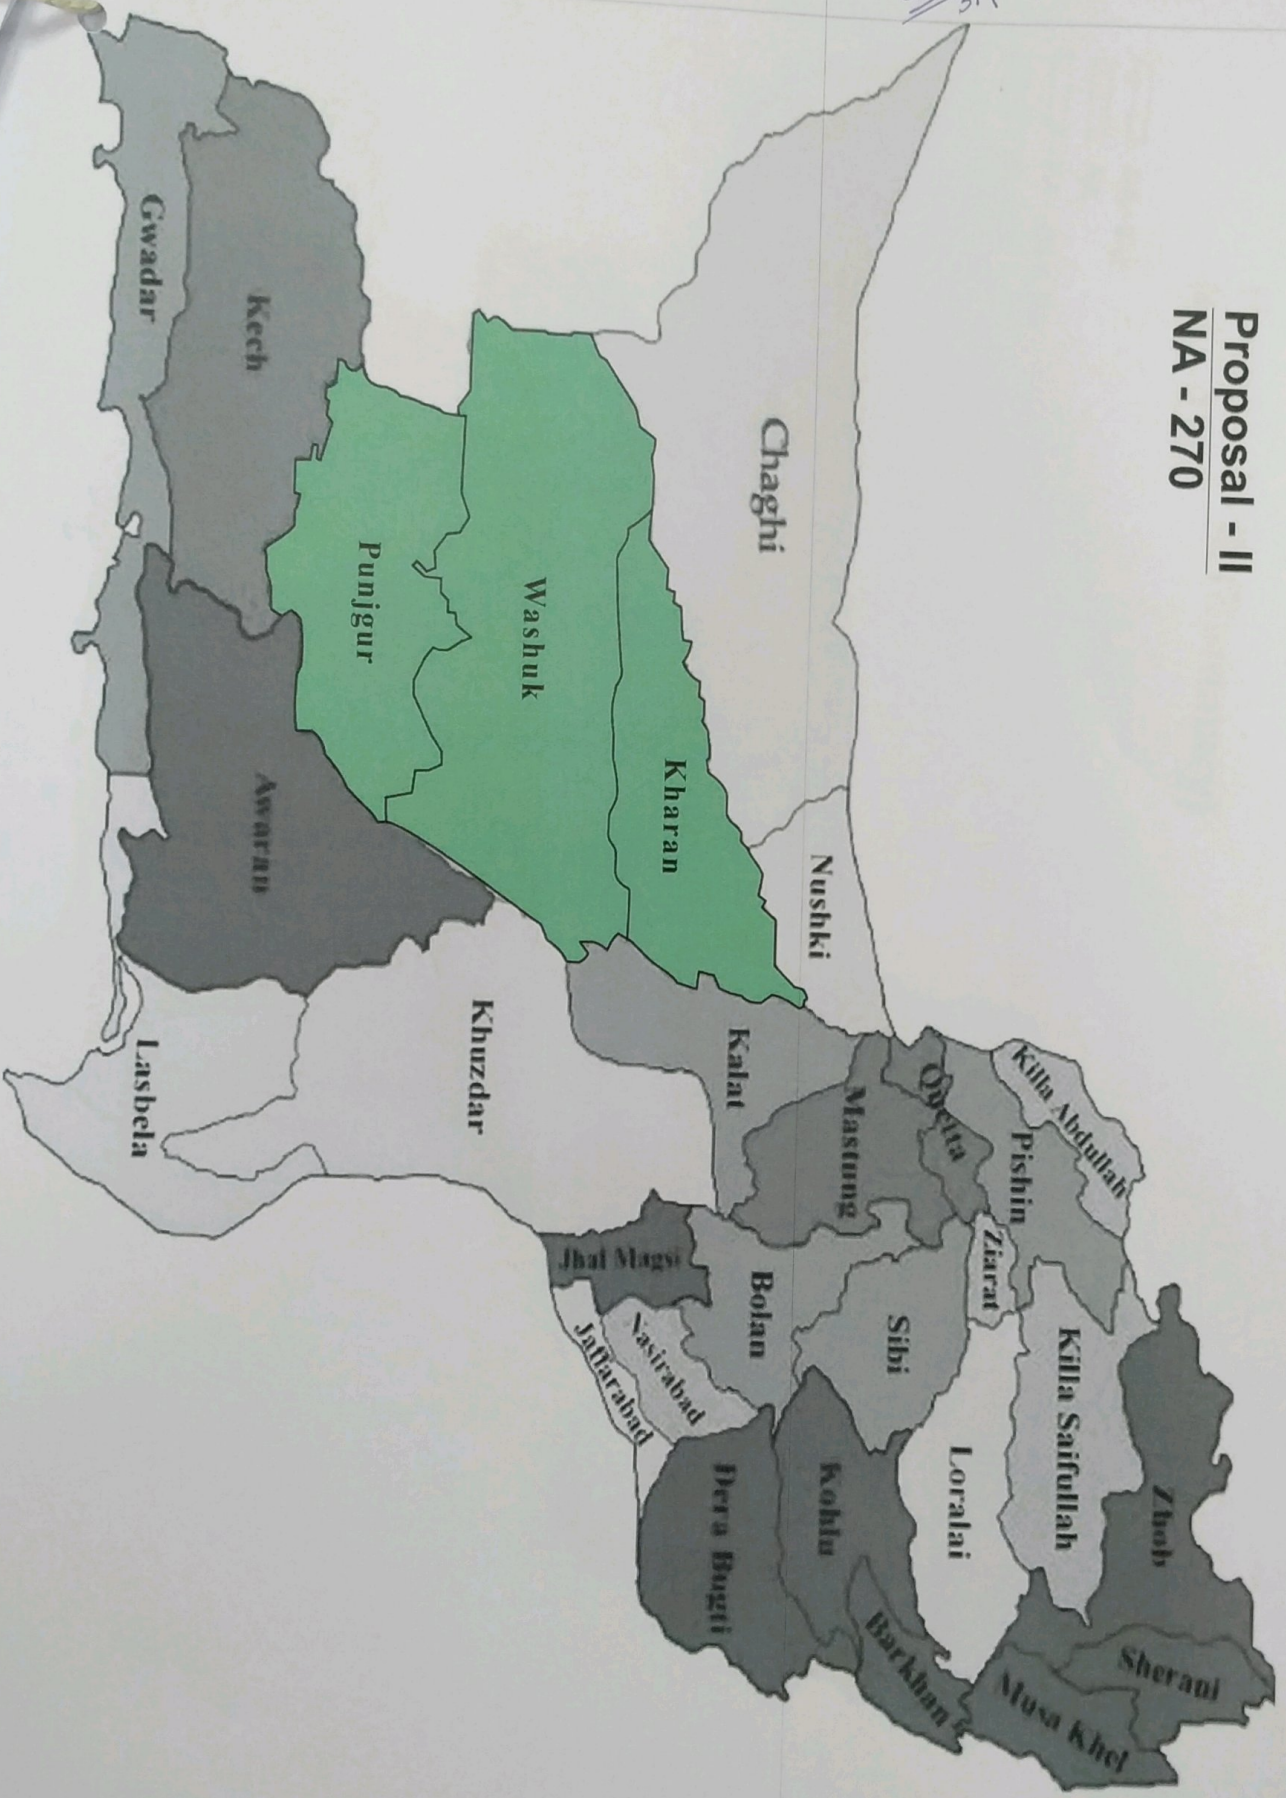 Proposal - II
NA - 270
Chaghi
Nushki
Kharan
Washuk
Punjgur
Kech
Gwadar
Awaran
Lasbela
Khuzdar
Kalat
Mastung
Quetta
Pishin
Killa Abdullah
Ziarat
Sibi
Bolan
Jhal Magsi
Nasirabad
Jaffarabad
Dera Bugti
Kohlu
Barkhan
Loralai
Killa Saifullah
Zhob
Sherani
Musa Khel